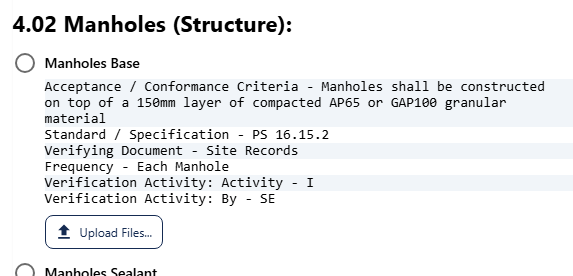 4.02 Manholes (Structure):
Manholes Base
Acceptance / Conformance Criteria - Manholes shall be constructed
on top of a 150mm layer of compacted AP65 or GAP100 granular
material
Standard / Specification - PS 16.15.2
Verifying Document - Site Records
Frequency - Each Manhole
Verification Activity: Activity - I
Verification Activity: By - SE
Upload Files...
Manholes Sealant